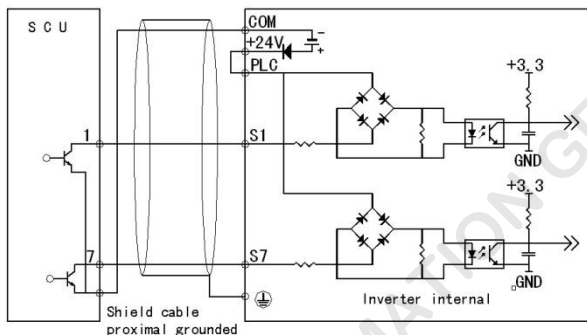 SCU
COM
+24V
PLC
+3.3
1
S1
GND
+3.3
7
S7
GND
Shield cable
proximal grounded
Inverter internal